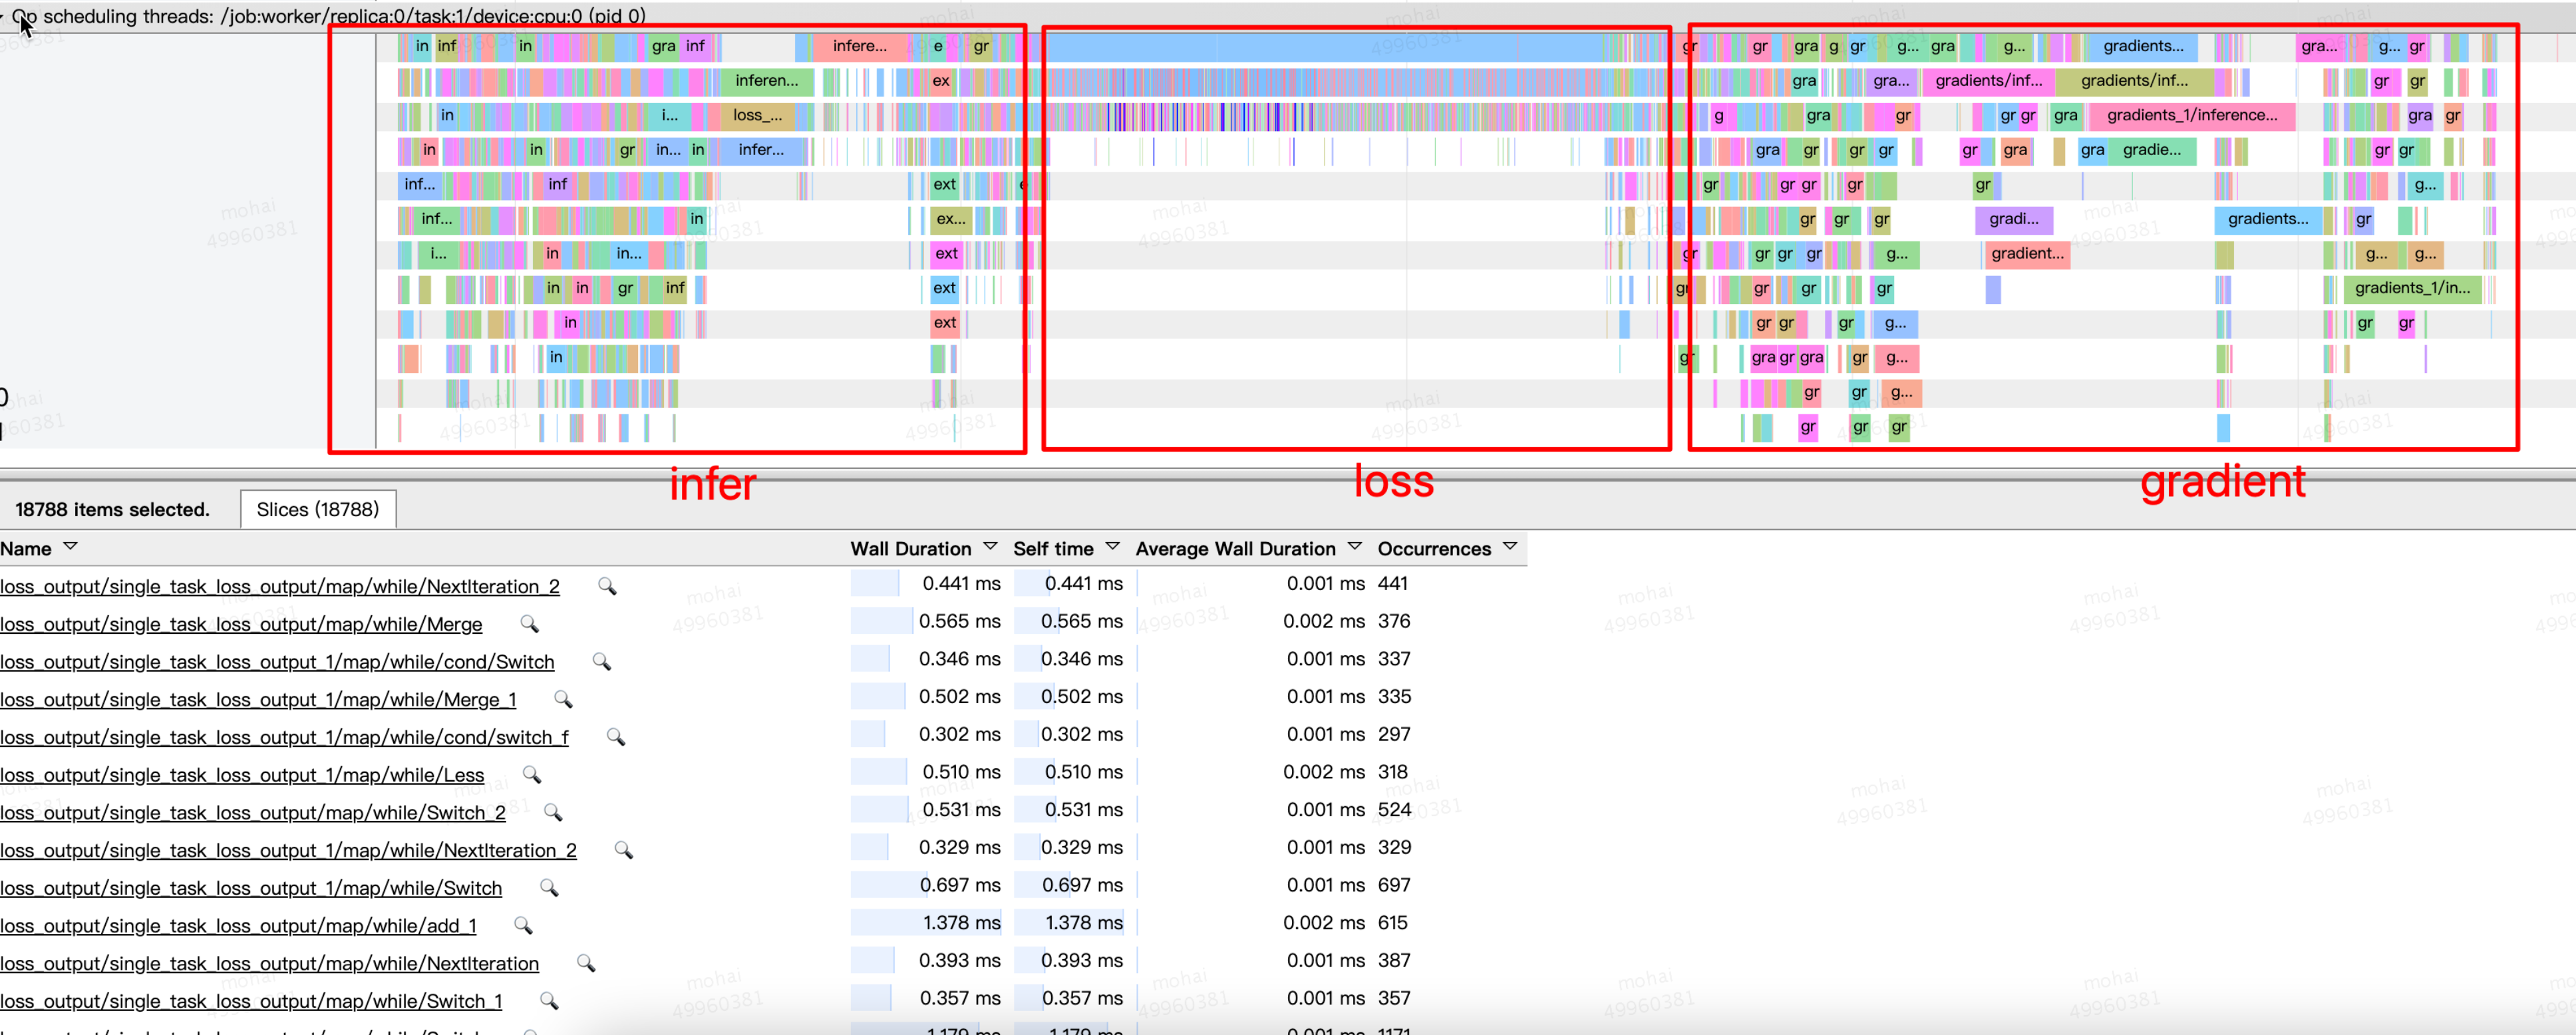 Op scheduling threads: /job:worker/replica:0/task:1/device:cpu:0 (pid 0)
in inf in gra inf infere... e gr gr gr gra g gr g... gra g... gradients... gra... g... gr
inferen... ex gra gra... gradients/inf... gradients/inf... gr gr
in i... loss_... g gra gr gr gr gra gradients_1/inference... gra gr
in in gr in... in infer... gra gr gr gr gr gra gra gradie... gr gr
inf... inf ext e gr gr gr gr gr g...
inf... in ex... gr gr gr gradi... gradients... gr
i... in in... ext gr gr gr gr g... gradient... g... g...
in in gr inf ext gr gr gr gr gradients_1/in...
in ext gr gr gr g... gr gr
in gr gra gr gra gr g...
gr gr g...
gr gr gr
infer loss gradient
18788 items selected. Slices (18788)
Name Wall Duration Self time Average Wall Duration Occurrences
loss_output/single_task_loss_output/map/while/NextIteration_2 0.441 ms 0.441 ms 0.001 ms 441
loss_output/single_task_loss_output/map/while/Merge 0.565 ms 0.565 ms 0.002 ms 376
loss_output/single_task_loss_output_1/map/while/cond/Switch 0.346 ms 0.346 ms 0.001 ms 337
loss_output/single_task_loss_output_1/map/while/Merge_1 0.502 ms 0.502 ms 0.001 ms 335
loss_output/single_task_loss_output_1/map/while/cond/switch_f 0.302 ms 0.302 ms 0.001 ms 297
loss_output/single_task_loss_output_1/map/while/Less 0.510 ms 0.510 ms 0.002 ms 318
loss_output/single_task_loss_output/map/while/Switch_2 0.531 ms 0.531 ms 0.001 ms 524
loss_output/single_task_loss_output_1/map/while/NextIteration_2 0.329 ms 0.329 ms 0.001 ms 329
loss_output/single_task_loss_output_1/map/while/Switch 0.697 ms 0.697 ms 0.001 ms 697
loss_output/single_task_loss_output/map/while/add_1 1.378 ms 1.378 ms 0.002 ms 615
loss_output/single_task_loss_output/map/while/NextIteration 0.393 ms 0.393 ms 0.001 ms 387
loss_output/single_task_loss_output/map/while/Switch_1 0.357 ms 0.357 ms 0.001 ms 357
mohai
49960381